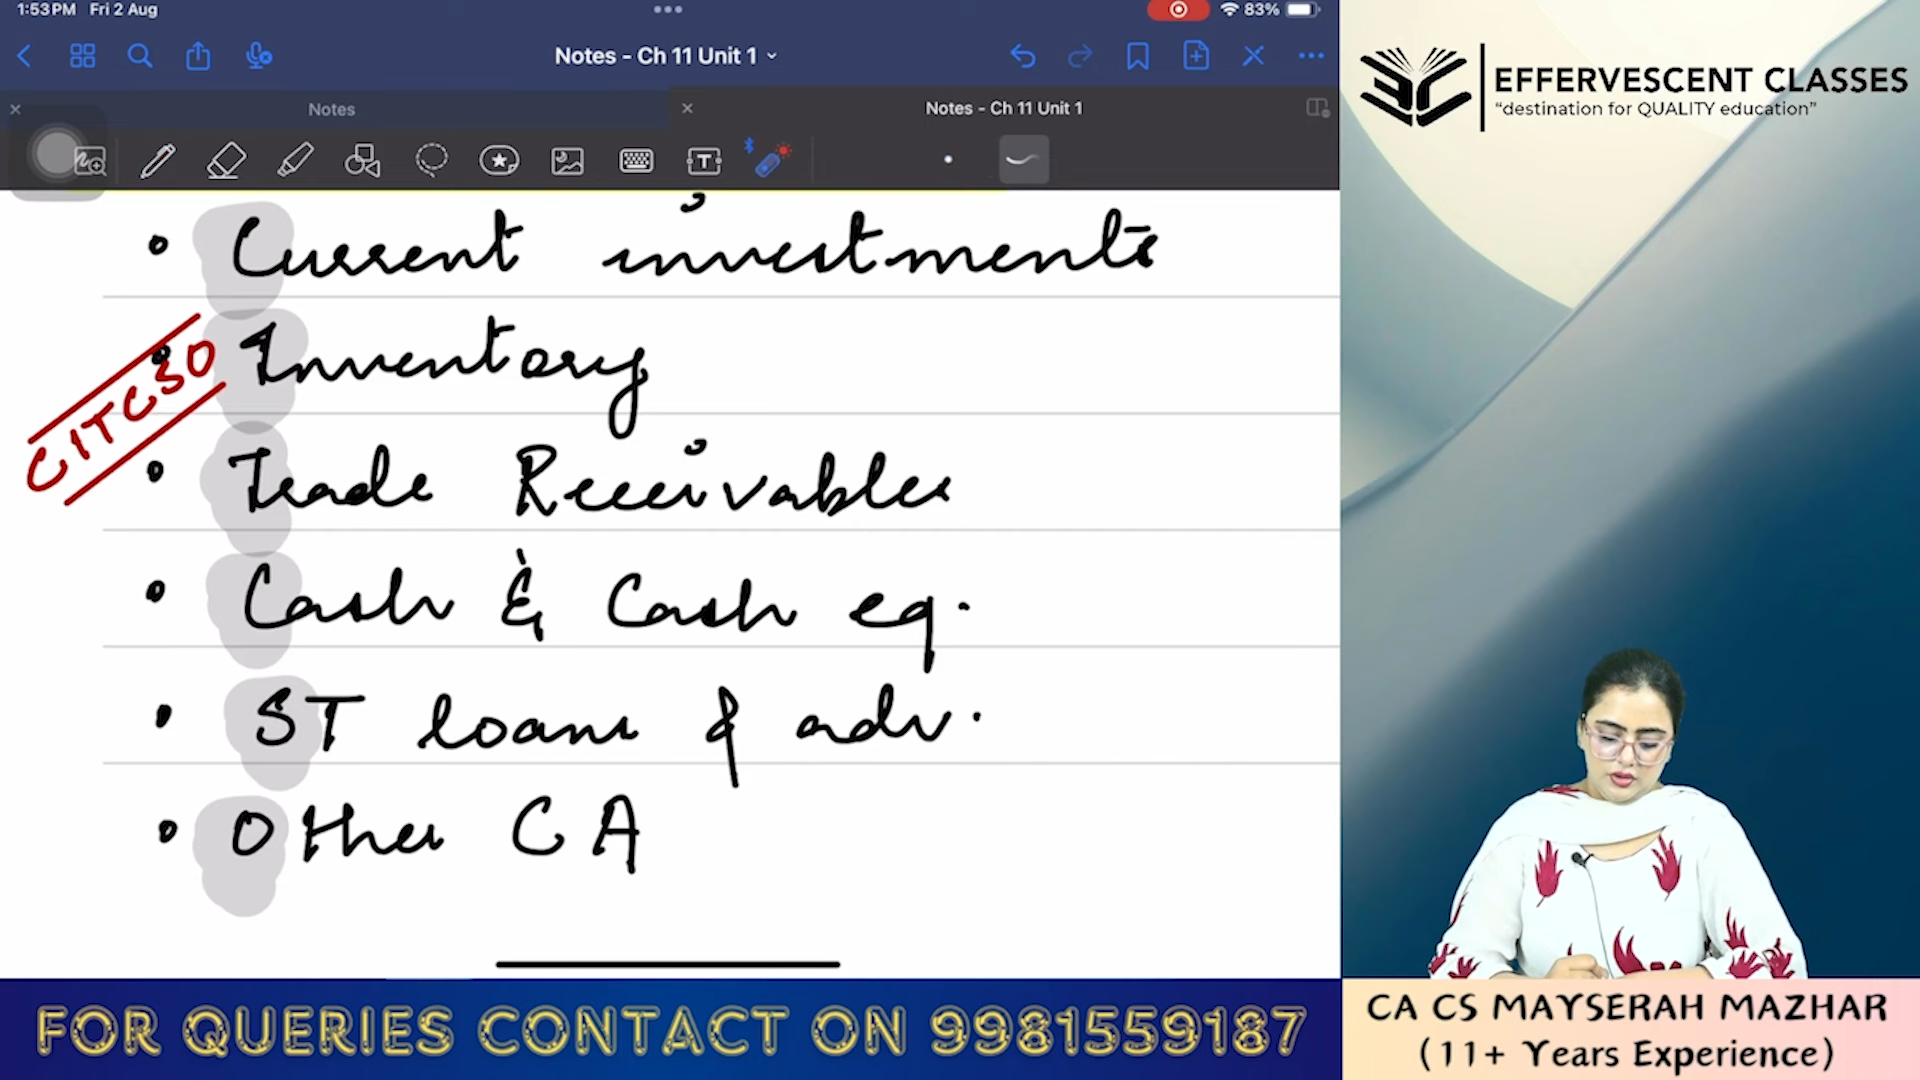 1:53 PM Fri 2 Aug
83%
Notes - Ch 11 Unit 1
Notes
Notes - Ch 11 Unit 1
T
• Current investments
• Inventory
CITCSO
• Trade Receivables
• Cash & Cash eq.
• ST loans & adv.
• Other CA
EFFERVESCENT CLASSES
"destination for QUALITY education"
CA CS MAYSERAH MAZHAR
(11+ Years Experience)
FOR QUERIES CONTACT ON 9981559187